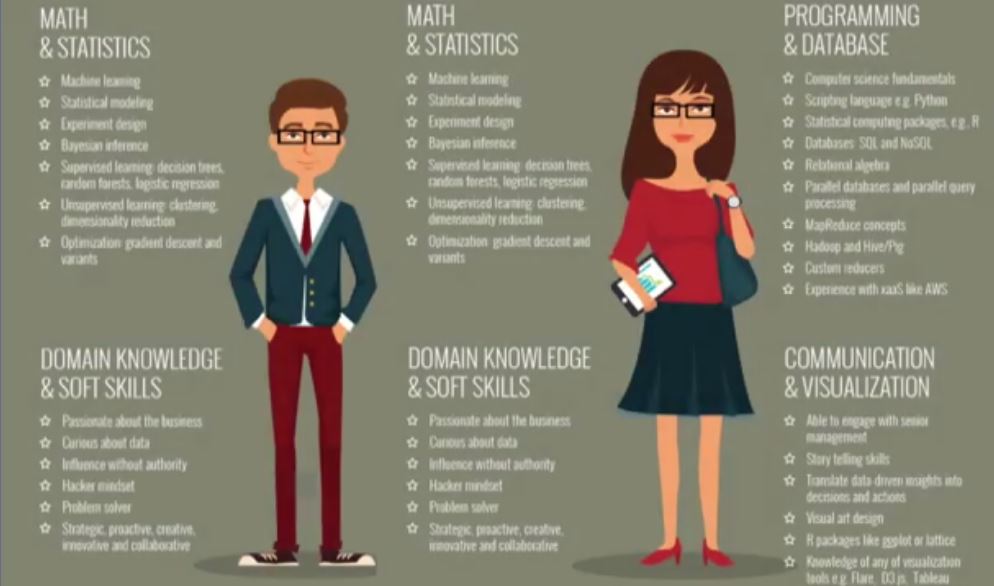 MATH
& STATISTICS
Machine learning
Statistical modeling
Experiment design
Bayesian inference
Supervised learning: decision trees,
random forests, logistic regression
Unsupervised learning: clustering,
dimensionality reduction
Optimization: gradient descent and
variants
DOMAIN KNOWLEDGE
& SOFT SKILLS
Passionate about the business
Curious about data
Influence without authority
Hacker mindset
Problem solver
Strategic, proactive, creative,
innovative and collaborative
MATH
& STATISTICS
Machine learning
Statistical modeling
Experiment design
Bayesian inference
Supervised learning: decision trees,
random forests, logistic regression
Unsupervised learning: clustering,
dimensionality reduction
Optimization: gradient descent and
variants
DOMAIN KNOWLEDGE
& SOFT SKILLS
Passionate about the business
Curious about data
Influence without authority
Hacker mindset
Problem solver
Strategic, proactive, creative,
innovative and collaborative
PROGRAMMING
& DATABASE
Computer science fundamentals
Scripting language e.g. Python
Statistical computing packages, e.g., R
Databases: SQL and NoSQL
Relational algebra
Parallel databases and parallel query
processing
MapReduce concepts
Hadoop and Hive/Pig
Custom reducers
Experience with xaaS like AWS
COMMUNICATION
& VISUALIZATION
Able to engage with senior
management
Story telling skills
Translate data-driven insights into
decisions and actions
Visual art design
R packages like ggplot or lattice
Knowledge of any of visualization
tools e.g. Flare, D3.js, Tableau